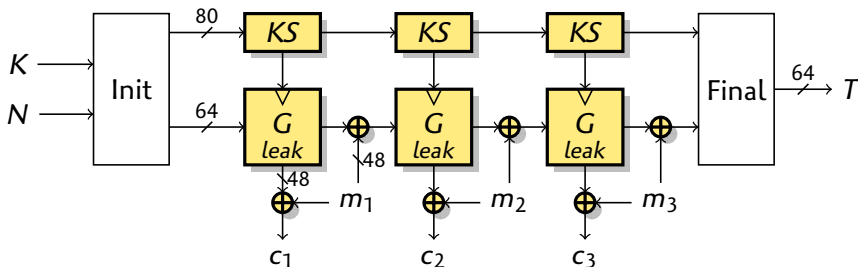 80
KS KS KS
K
Init
64
Final
64
T
N
G
leak
G
leak
G
leak
48
48
m1 m2 m3
c1 c2 c3